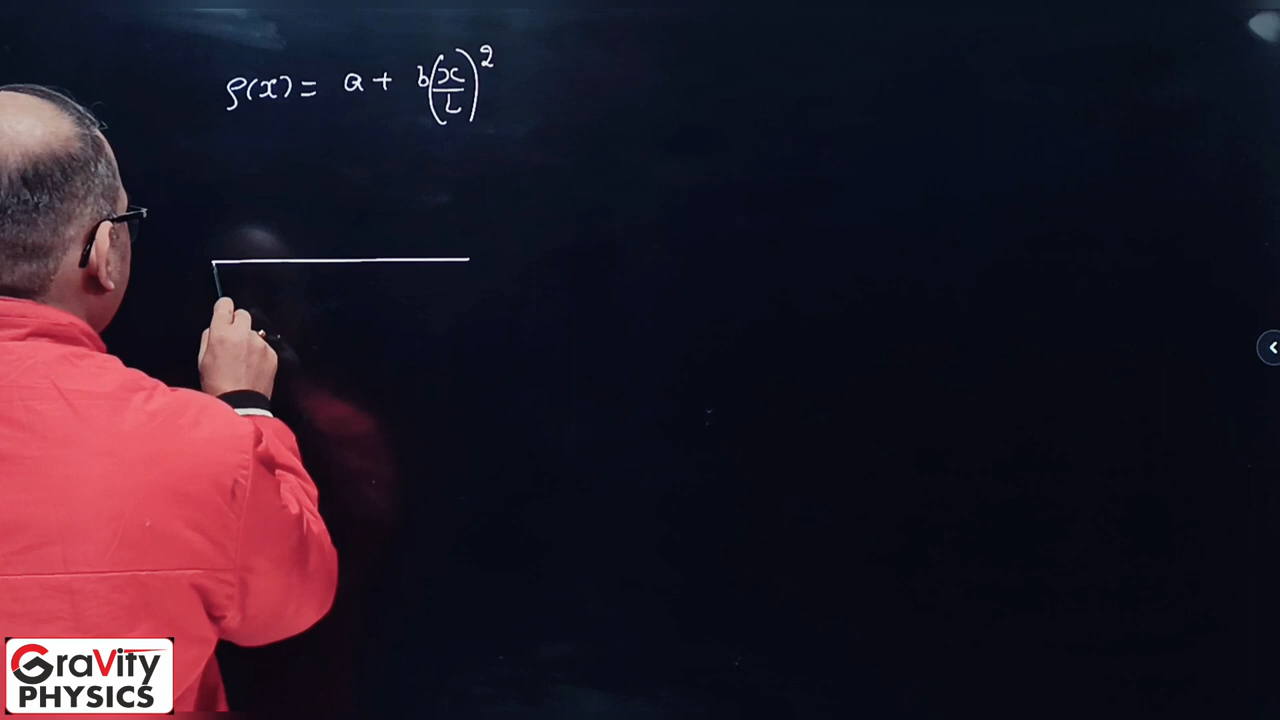 ρ(x) = a + b(x/L)²
GraVity
PHYSICS